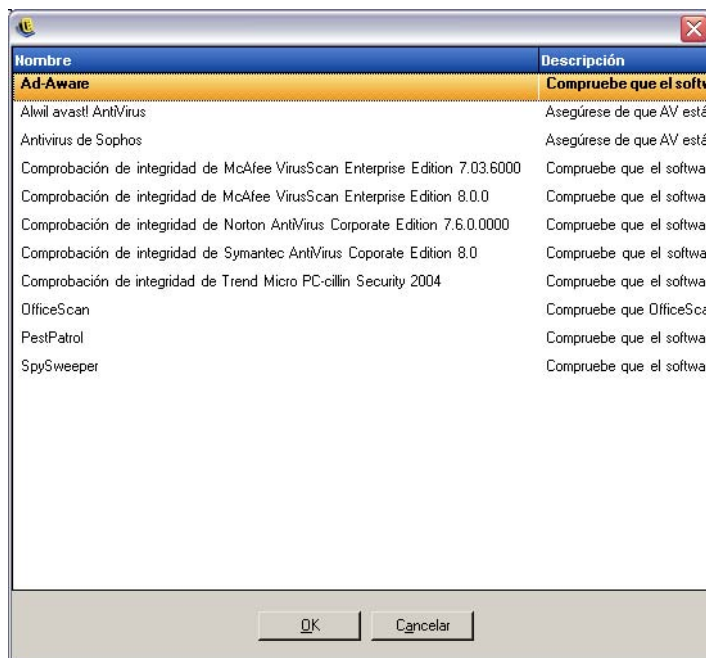 Nombre Descripción
Ad-Aware Compruebe que el softw
Alwil avast! AntiVirus Asegúrese de que AV está
Antivirus de Sophos Asegúrese de que AV está
Comprobación de integridad de McAfee VirusScan Enterprise Edition 7.03.6000 Compruebe que el softwa
Comprobación de integridad de McAfee VirusScan Enterprise Edition 8.0.0 Compruebe que el softwa
Comprobación de integridad de Norton AntiVirus Corporate Edition 7.6.0.0000 Compruebe que el softwa
Comprobación de integridad de Symantec AntiVirus Coporate Edition 8.0 Compruebe que el softwa
Comprobación de integridad de Trend Micro PC-cillin Security 2004 Compruebe que el softwa
OfficeScan Compruebe que OfficeSca
PestPatrol Compruebe que el softwa
SpySweeper Compruebe que el softwa
OK Cancelar